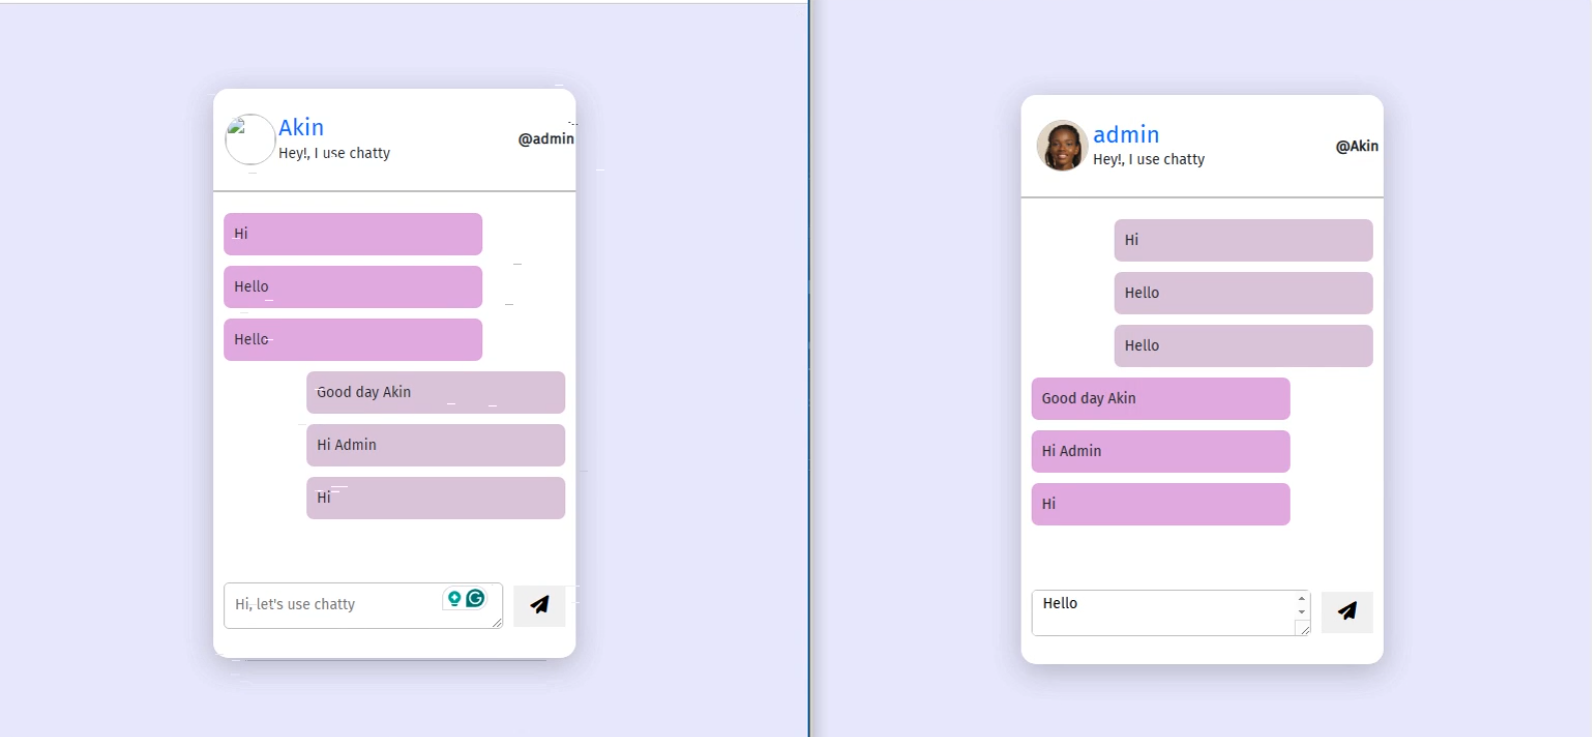 Akin
Hey!, I use chatty
@admin
Hi
Hello
Hello
Good day Akin
Hi Admin
Hi
Hi, let's use chatty
admin
Hey!, I use chatty
@Akin
Hi
Hello
Hello
Good day Akin
Hi Admin
Hi
Hello